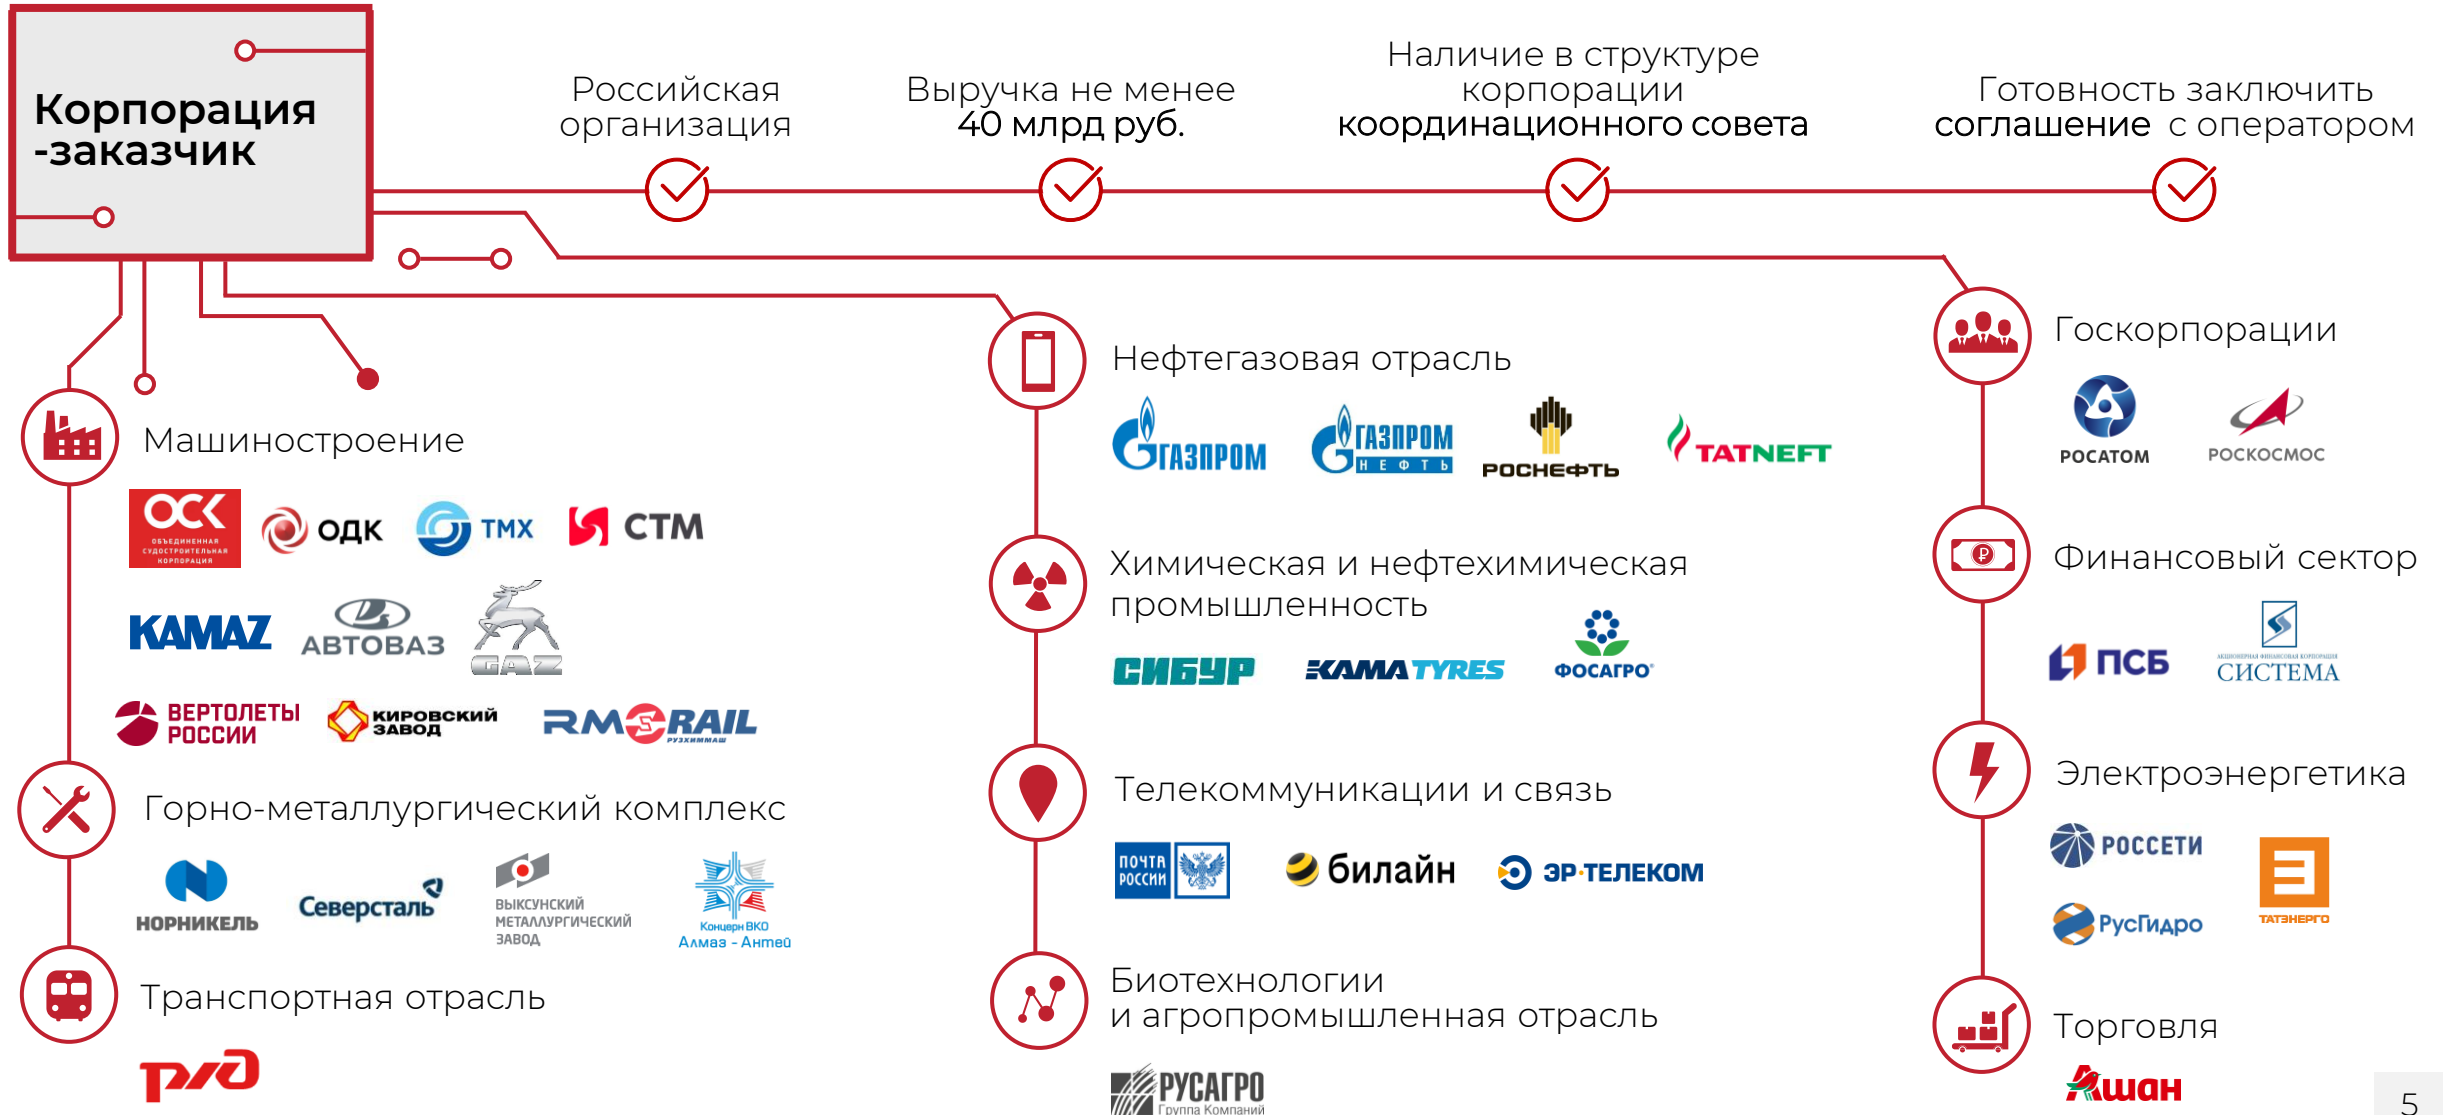 Корпорация
-заказчик
Российская
организация
Выручка не менее
40 млрд руб.
Наличие в структуре
корпорации
координационного совета
Готовность заключить
соглашение с оператором
Машиностроение
ОСК
ОБЪЕДИНЕННАЯ
СУДОСТРОИТЕЛЬНАЯ
КОРПОРАЦИЯ
ОДК
ТМХ
СТМ
KAMAZ
АВТОВАЗ
GAZ
ВЕРТОЛЕТЫ
РОССИИ
КИРОВСКИЙ
ЗАВОД
RM RAIL
РУЗХИММАШ
Горно-металлургический комплекс
НОРНИКЕЛЬ
Северсталь
ВЫКСУНСКИЙ
МЕТАЛЛУРГИЧЕСКИЙ
ЗАВОД
Концерн ВКО
Алмаз - Антей
Транспортная отрасль
РЖД
Нефтегазовая отрасль
ГАЗПРОМ
ГАЗПРОМ
НЕФТЬ
РОСНЕФТЬ
TATNEFT
Химическая и нефтехимическая
промышленность
СИБУР
KAMA TYRES
ФОСАГРО®
Телекоммуникации и связь
ПОЧТА
РОССИИ
билайн
ЭР·ТЕЛЕКОМ
Биотехнологии
и агропромышленная отрасль
РУСАГРО
Группа Компаний
Госкорпорации
РОСАТОМ
РОСКОСМОС
Финансовый сектор
ПСБ
АКЦИОНЕРНАЯ ФИНАНСОВАЯ КОРПОРАЦИЯ
СИСТЕМА
Электроэнергетика
РОССЕТИ
РусГидро
ТАТЭНЕРГО
Торговля
Ашан
5